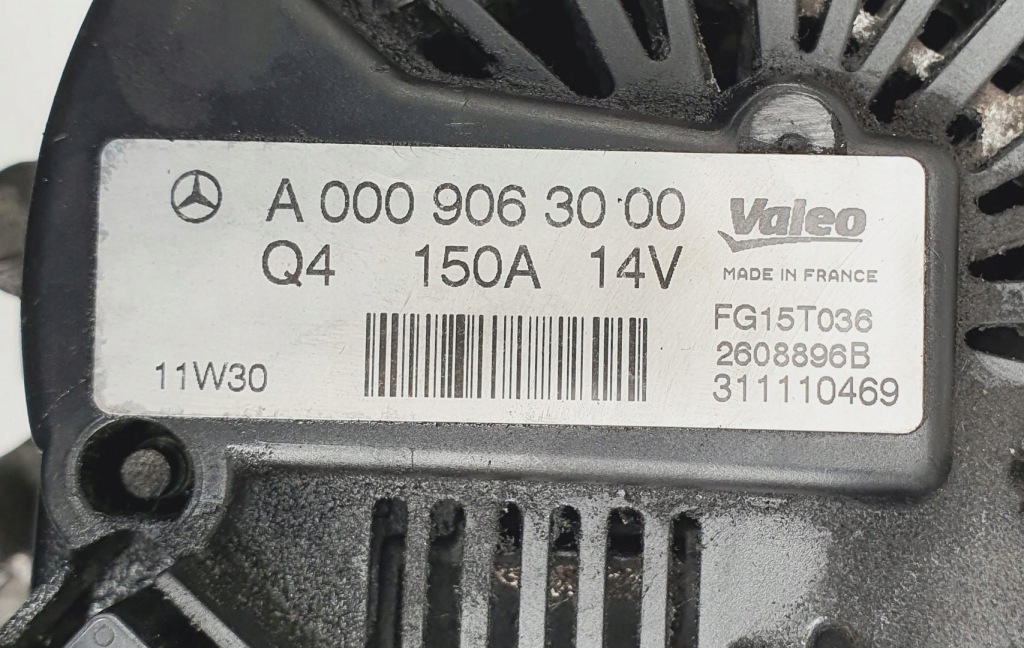 A 000 906 30 00
Q4 150A 14V
11W30
Valeo
MADE IN FRANCE
FG15T036
2608896B
311110469